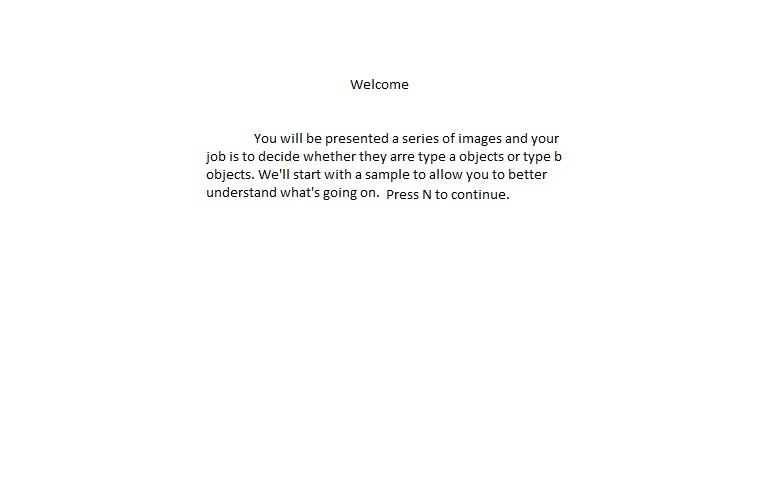 Welcome
You will be presented a series of images and your
job is to decide whether they arre type a objects or type b
objects. We'll start with a sample to allow you to better
understand what's going on. Press N to continue.